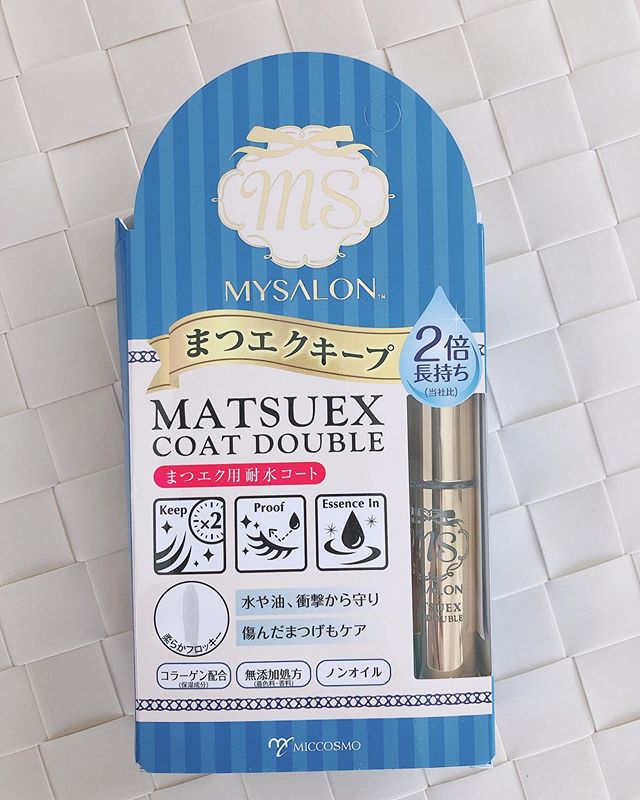 ms
MYSALON™
まつエクキープ
2倍
長持ち
(当社比)
MATSUEX
COAT DOUBLE
まつエク用 耐水コート
Keep
×2
Proof
Essence In
柔らかフロッキー
水や油、衝撃から守り
傷んだまつげもケア
コラーゲン配合
(保湿成分)
無添加処方
(着色料・香料)
ノンオイル
MICCOSMO
ms
SALON
TSUEX
DOUBLE